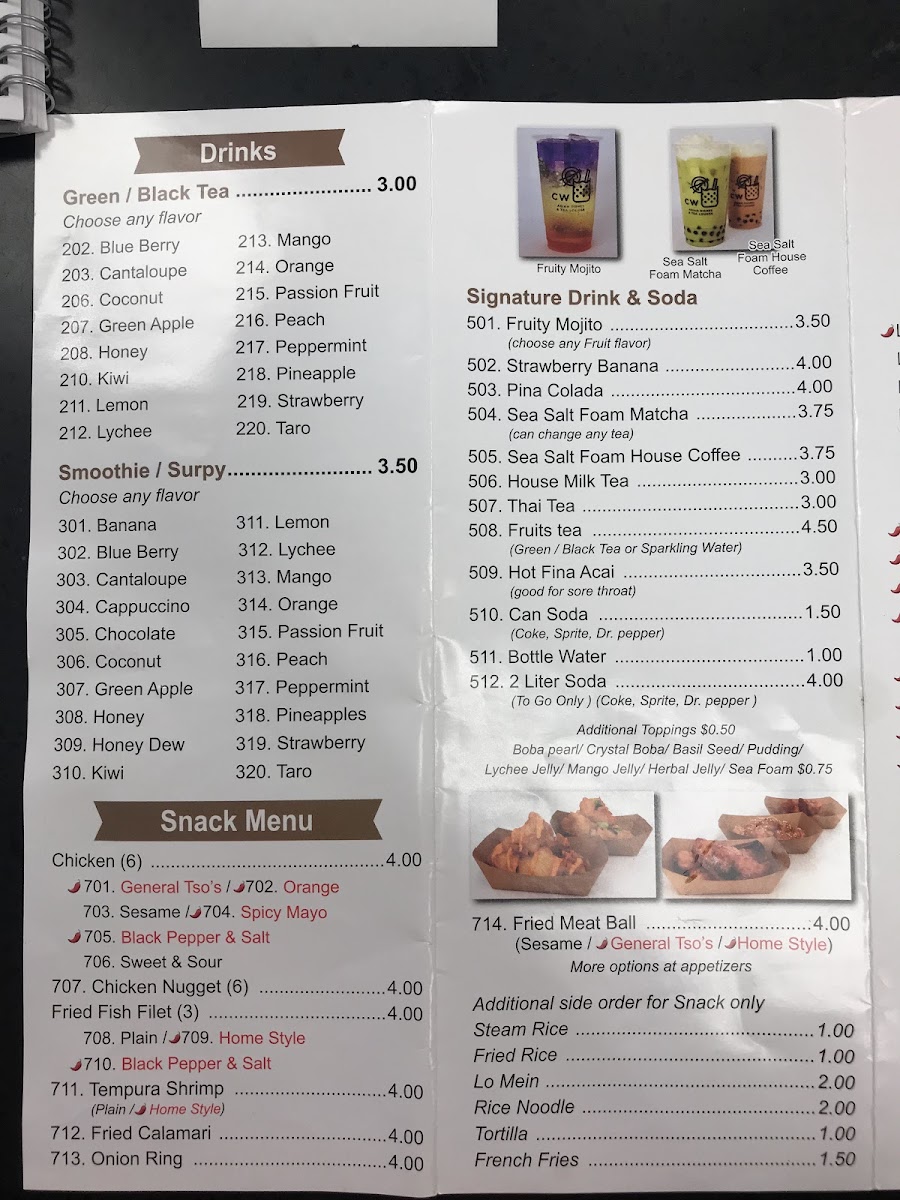 Drinks
Green / Black Tea ........................ 3.00
Choose any flavor
202. Blue Berry
203. Cantaloupe
206. Coconut
207. Green Apple
208. Honey
210. Kiwi
211. Lemon
212. Lychee
213. Mango
214. Orange
215. Passion Fruit
216. Peach
217. Peppermint
218. Pineapple
219. Strawberry
220. Taro
Smoothie / Surpy........................ 3.50
Choose any flavor
301. Banana
302. Blue Berry
303. Cantaloupe
304. Cappuccino
305. Chocolate
306. Coconut
307. Green Apple
308. Honey
309. Honey Dew
310. Kiwi
311. Lemon
312. Lychee
313. Mango
314. Orange
315. Passion Fruit
316. Peach
317. Peppermint
318. Pineapples
319. Strawberry
320. Taro
Snack Menu
Chicken (6) ................................................4.00
701. General Tso's / 702. Orange
703. Sesame / 704. Spicy Mayo
705. Black Pepper & Salt
706. Sweet & Sour
707. Chicken Nugget (6) ..........................4.00
Fried Fish Filet (3) ....................................4.00
708. Plain / 709. Home Style
710. Black Pepper & Salt
711. Tempura Shrimp ...............................4.00
(Plain / Home Style)
712. Fried Calamari ..................................4.00
713. Onion Ring .......................................4.00
CW
CW
Fruity Mojito
Sea Salt
Foam Matcha
Sea Salt
Foam House
Coffee
Signature Drink & Soda
501. Fruity Mojito .....................................3.50
(choose any Fruit flavor)
502. Strawberry Banana ..........................4.00
503. Pina Colada .....................................4.00
504. Sea Salt Foam Matcha ....................3.75
(can change any tea)
505. Sea Salt Foam House Coffee ..........3.75
506. House Milk Tea ................................3.00
507. Thai Tea ...........................................3.00
508. Fruits tea ..........................................4.50
(Green / Black Tea or Sparkling Water)
509. Hot Fina Acai ....................................3.50
(good for sore throat)
510. Can Soda .........................................1.50
(Coke, Sprite, Dr. pepper)
511. Bottle Water ......................................1.00
512. 2 Liter Soda ......................................4.00
(To Go Only ) (Coke, Sprite, Dr. pepper )
Additional Toppings $0.50
Boba pearl/ Crystal Boba/ Basil Seed/ Pudding/
Lychee Jelly/ Mango Jelly/ Herbal Jelly/ Sea Foam $0.75
714. Fried Meat Ball .................................4.00
(Sesame / General Tso's / Home Style)
More options at appetizers
Additional side order for Snack only
Steam Rice ................................................1.00
Fried Rice ..................................................1.00
Lo Mein ......................................................2.00
Rice Noodle ...............................................2.00
Tortilla ........................................................1.00
French Fries ..............................................1.50